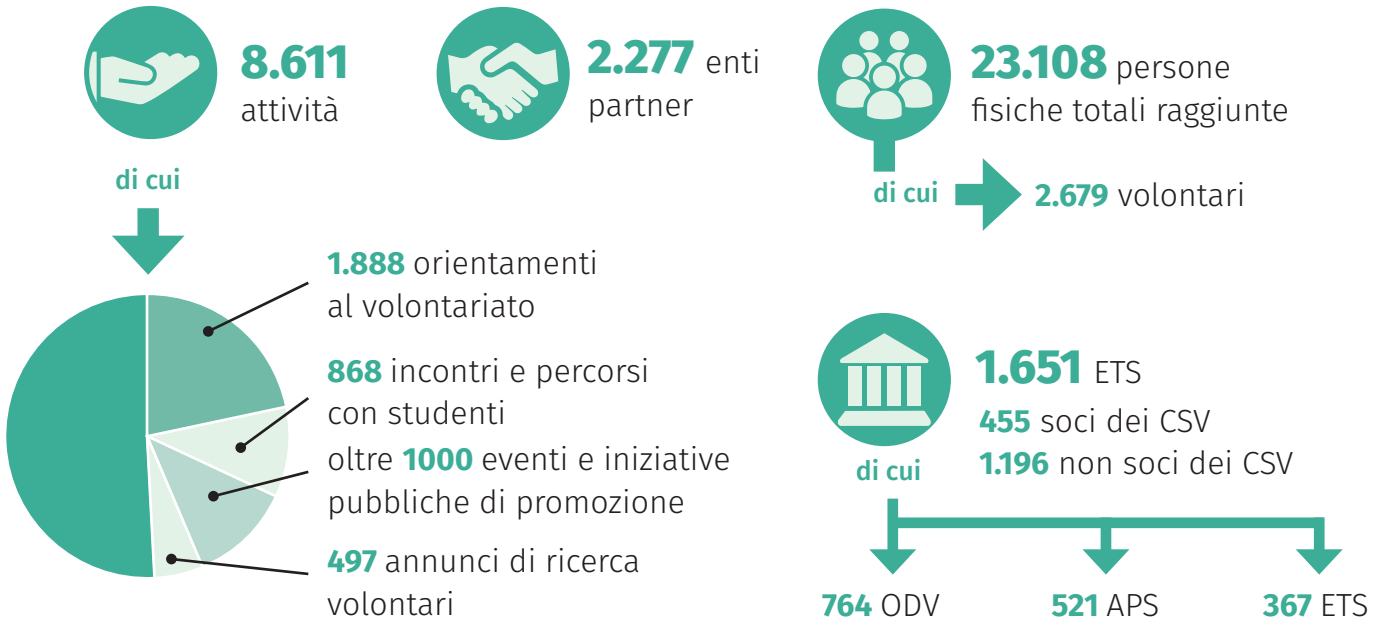 8.611
attività
2.277 enti
partner
23.108 persone
fisiche totali raggiunte
di cui
2.679 volontari
di cui
1.888 orientamenti
al volontariato
868 incontri e percorsi
con studenti
oltre 1000 eventi e iniziative
pubbliche di promozione
497 annunci di ricerca
volontari
1.651 ETS
455 soci dei CSV
1.196 non soci dei CSV
di cui
764 ODV
521 APS
367 ETS